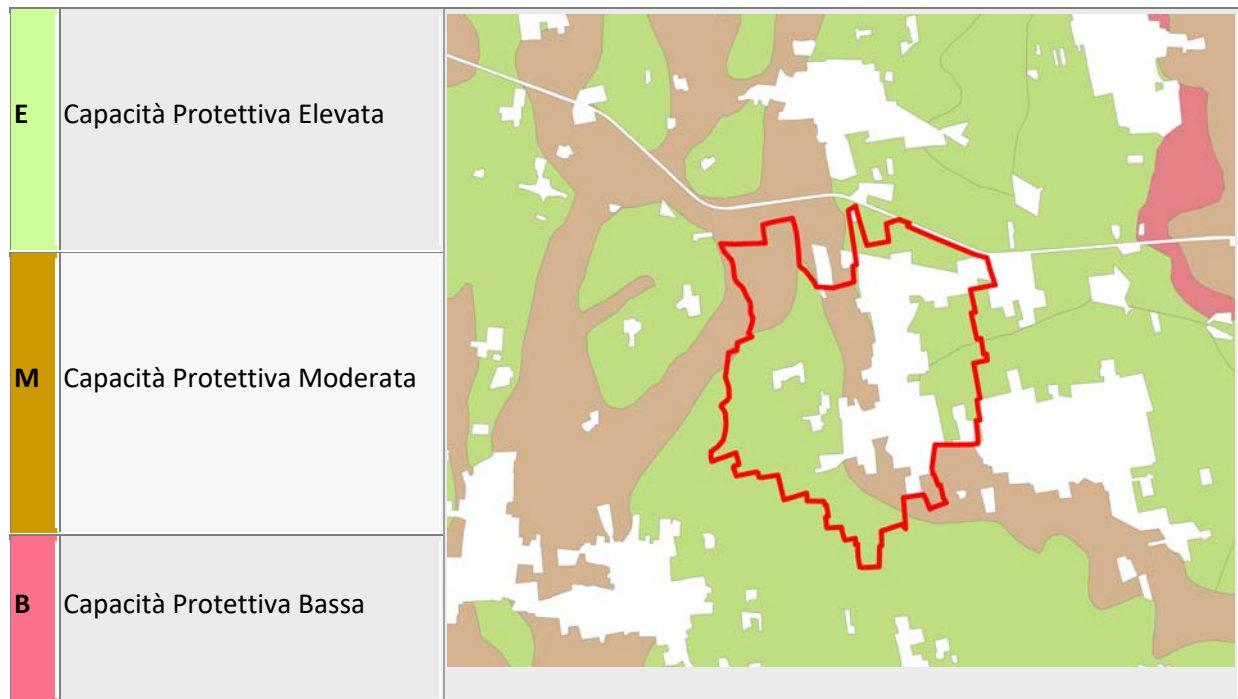 E Capacità Protettiva Elevata
M Capacità Protettiva Moderata
B Capacità Protettiva Bassa